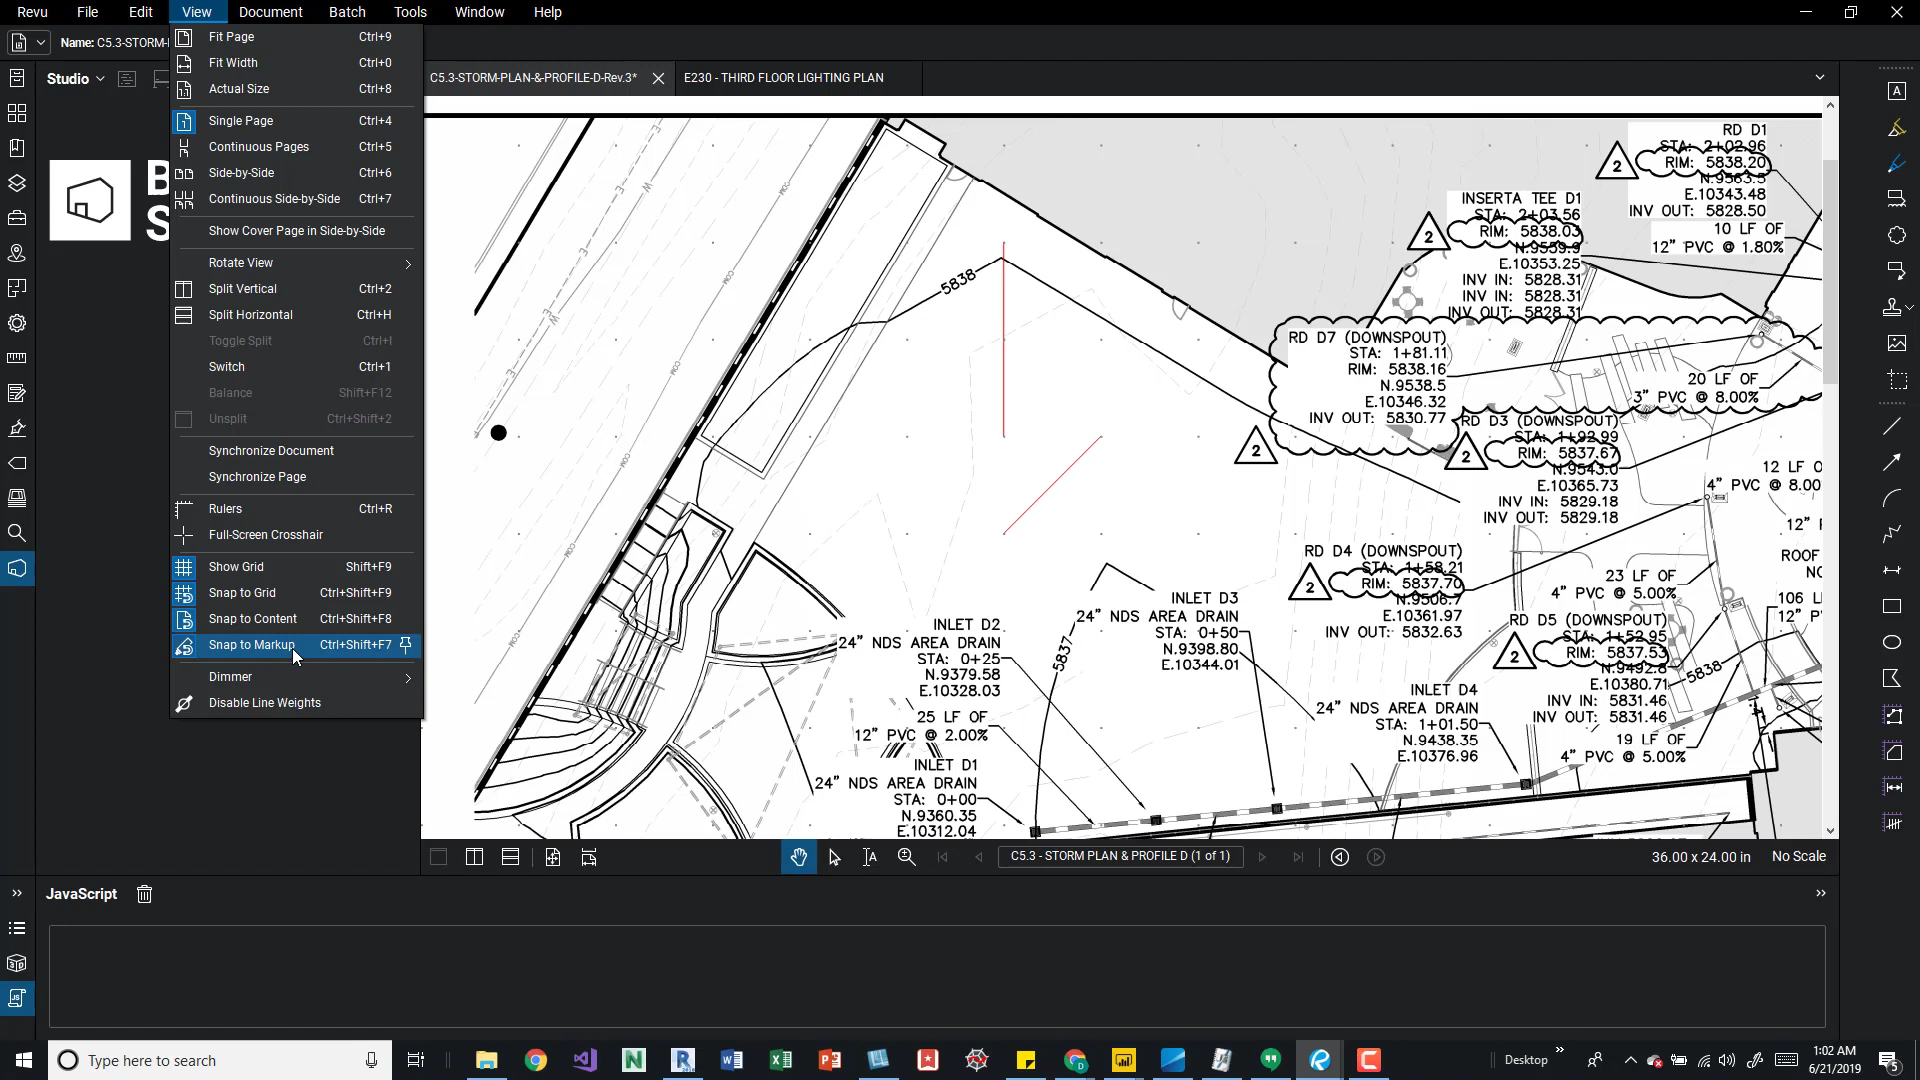 Revu File Edit View Document Batch Tools Window Help
Name: C5.3-STORM-
Studio
C5.3-STORM-PLAN-&-PROFILE-D-Rev.3*
E230 - THIRD FLOOR LIGHTING PLAN
Fit Page Ctrl+9
Fit Width Ctrl+0
Actual Size Ctrl+8
Single Page Ctrl+4
Continuous Pages Ctrl+5
Side-by-Side Ctrl+6
Continuous Side-by-Side Ctrl+7
Show Cover Page in Side-by-Side
Rotate View
Split Vertical Ctrl+2
Split Horizontal Ctrl+H
Toggle Split Ctrl+I
Switch Ctrl+1
Balance Shift+F12
Unsplit Ctrl+Shift+2
Synchronize Document
Synchronize Page
Rulers Ctrl+R
Full-Screen Crosshair
Show Grid Shift+F9
Snap to Grid Ctrl+Shift+F9
Snap to Content Ctrl+Shift+F8
Snap to Markup Ctrl+Shift+F7
Dimmer
Disable Line Weights
B
S
RD D1
STA: 2+02.96
2
RIM: 5838.20
N.9563.5
E.10343.48
INV OUT: 5828.50
10 LF OF
12" PVC @ 1.80%
INSERTA TEE D1
STA: 2+03.56
2
RIM: 5838.03
N.9559.9
E.10353.25
INV IN: 5828.31
INV IN: 5828.31
INV OUT: 5828.31
5838
RD D7 (DOWNSPOUT)
STA: 1+81.11
RIM: 5838.16
N.9538.5
E.10346.32
INV OUT: 5830.77
2
20 LF OF
3" PVC @ 8.00%
RD D3 (DOWNSPOUT)
STA: 1+92.99
2
RIM: 5837.67
N.9543.0
E.10365.73
INV IN: 5829.18
INV OUT: 5829.18
12 LF O
4" PVC @ 8.00
12"
ROOF
RD D4 (DOWNSPOUT)
STA: 1+58.21
2
RIM: 5837.70
N.9506.7
E.10361.97
INV OUT: 5832.63
23 LF OF
4" PVC @ 5.00%
106 L
12" P
RD D5 (DOWNSPOUT)
STA: 1+52.95
2
RIM: 5837.53
N.9492.8
E.10380.71
INV IN: 5831.46
INV OUT: 5831.46
5838
19 LF OF
4" PVC @ 5.00%
INLET D3
24" NDS AREA DRAIN
STA: 0+50
N.9398.80
E.10344.01
5837
INLET D2
24" NDS AREA DRAIN
STA: 0+25
N.9379.58
E.10328.03
25 LF OF
12" PVC @ 2.00%
INLET D4
24" NDS AREA DRAIN
STA: 1+01.50
N.9438.35
E.10376.96
INLET D1
24" NDS AREA DRAIN
STA: 0+00
N.9360.35
E.10312.04
C5.3 - STORM PLAN & PROFILE D (1 of 1)
36.00 x 24.00 in
No Scale
JavaScript
Type here to search
Desktop
1:02 AM
6/21/2019
5